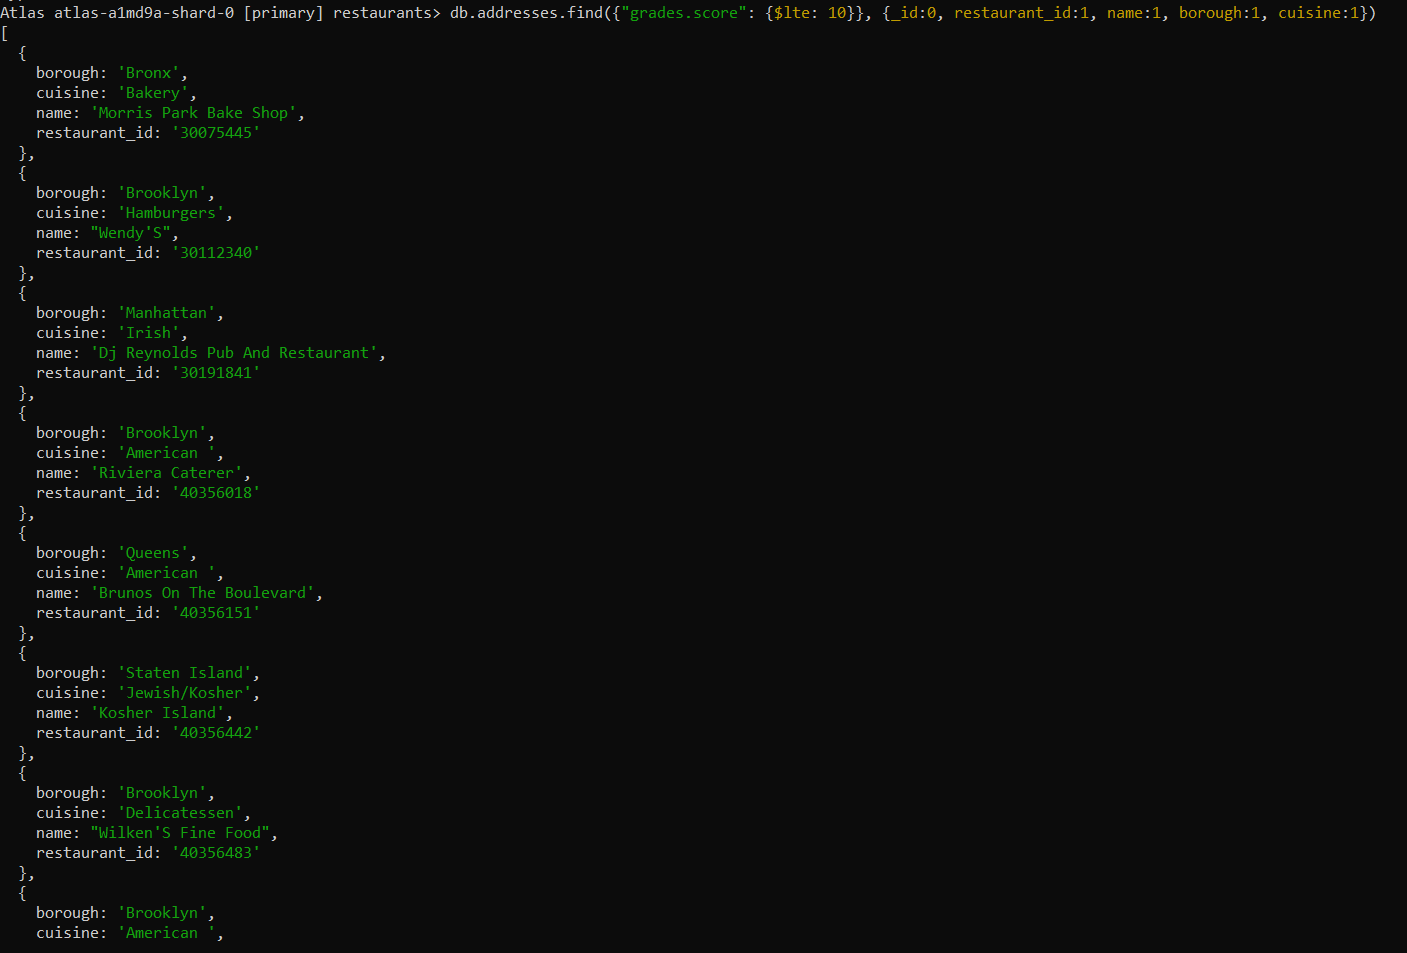 Atlas atlas-a1md9a-shard-0 [primary] restaurants> db.addresses.find({"grades.score": {$lte: 10}}, {_id:0, restaurant_id:1, name:1, borough:1, cuisine:1})
[
  {
    borough: 'Bronx',
    cuisine: 'Bakery',
    name: 'Morris Park Bake Shop',
    restaurant_id: '30075445'
  },
  {
    borough: 'Brooklyn',
    cuisine: 'Hamburgers',
    name: "Wendy'S",
    restaurant_id: '30112340'
  },
  {
    borough: 'Manhattan',
    cuisine: 'Irish',
    name: 'Dj Reynolds Pub And Restaurant',
    restaurant_id: '30191841'
  },
  {
    borough: 'Brooklyn',
    cuisine: 'American ',
    name: 'Riviera Caterer',
    restaurant_id: '40356018'
  },
  {
    borough: 'Queens',
    cuisine: 'American ',
    name: 'Brunos On The Boulevard',
    restaurant_id: '40356151'
  },
  {
    borough: 'Staten Island',
    cuisine: 'Jewish/Kosher',
    name: 'Kosher Island',
    restaurant_id: '40356442'
  },
  {
    borough: 'Brooklyn',
    cuisine: 'Delicatessen',
    name: "Wilken'S Fine Food",
    restaurant_id: '40356483'
  },
  {
    borough: 'Brooklyn',
    cuisine: 'American ',